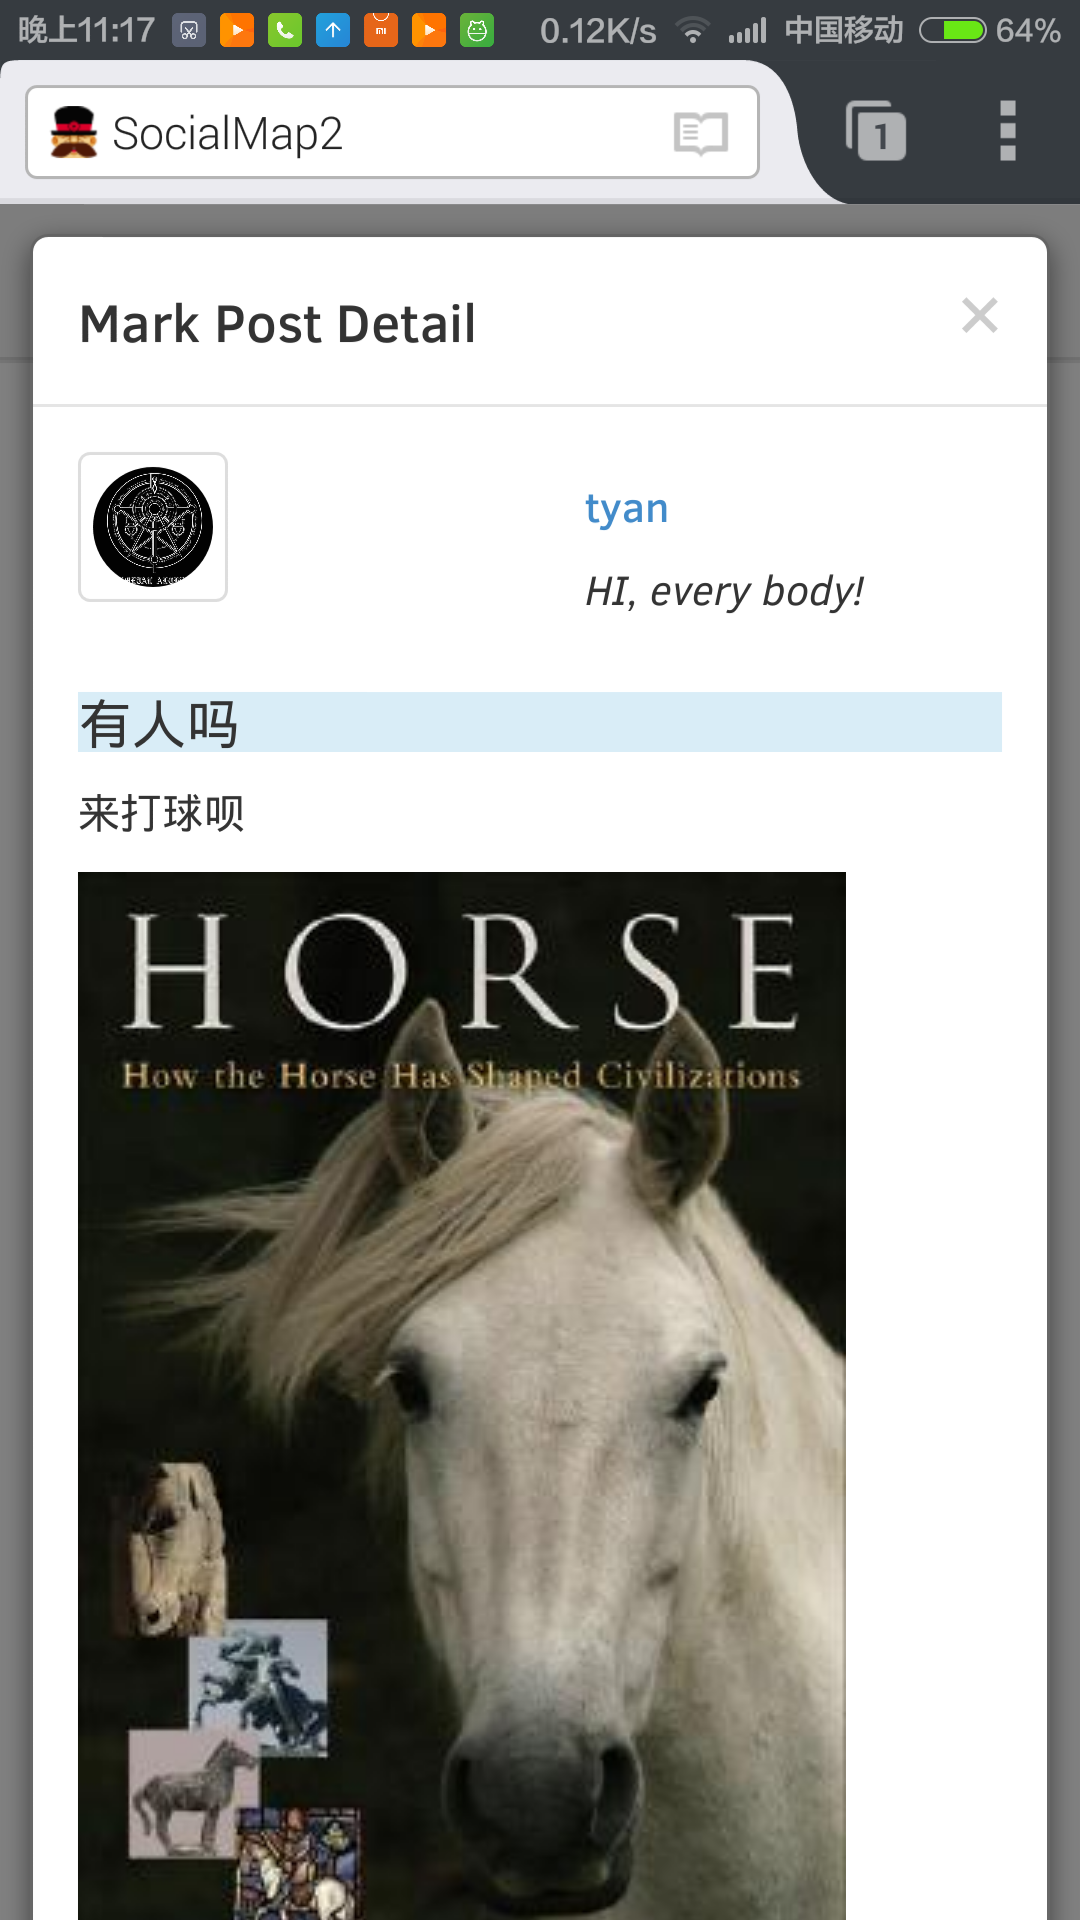 晚上11:17 0.12K/s 中国移动 64%
SocialMap2
1
Mark Post Detail
tyan
HI, every body!
有人吗
来打球呗
HORSE
How the Horse Has Shaped Civilizations